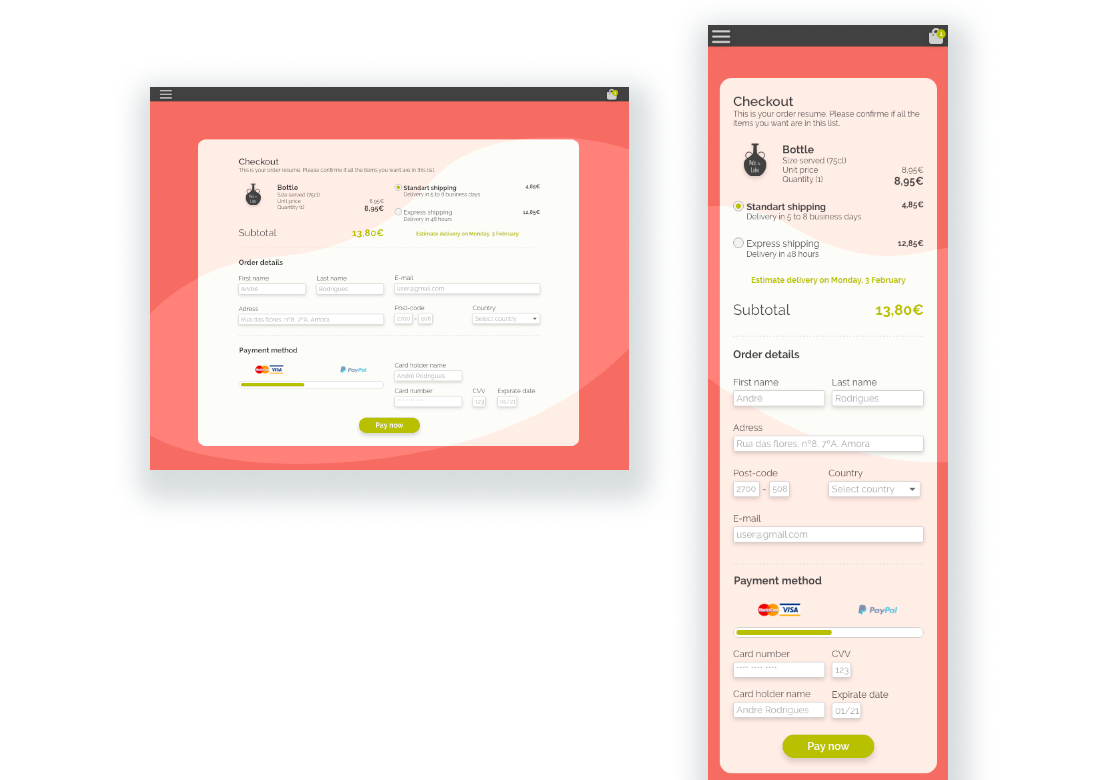 Checkout
This is your order resume. Please confirme if all the items you want are in this list.
Bottle
Size served (75cl)
Unit price 8,95€
Quantity (1) 8,95€
Standart shipping 4,85€
Delivery in 5 to 8 business days
Express shipping 12,85€
Delivery in 48 hours
Subtotal 13,80€
Estimate delivery on Monday, 3 February
Order details
First name Last name E-mail
André Rodrigues user@gmail.com
Adress Post-code Country
Rua das flores, nº8, 7ºA, Amora 2700 - 508 Select country
Payment method
MasterCard VISA PayPal
Card holder name
André Rodrigues
Card number CVV Expirate date
**** **** **** 123 01/21
Pay now
1
Checkout
This is your order resume. Please confirme if all the
items you want are in this list.
Bottle
Size served (75cl)
Unit price 8,95€
Quantity (1) 8,95€
Standart shipping 4,85€
Delivery in 5 to 8 business days
Express shipping 12,85€
Delivery in 48 hours
Estimate delivery on Monday, 3 February
Subtotal 13,80€
Order details
First name Last name
André Rodrigues
Adress
Rua das flores, nº8, 7ºA, Amora
Post-code Country
2700 - 508 Select country
E-mail
user@gmail.com
Payment method
MasterCard VISA PayPal
Card number CVV
**** **** **** 123
Card holder name Expirate date
André Rodrigues 01/21
Pay now